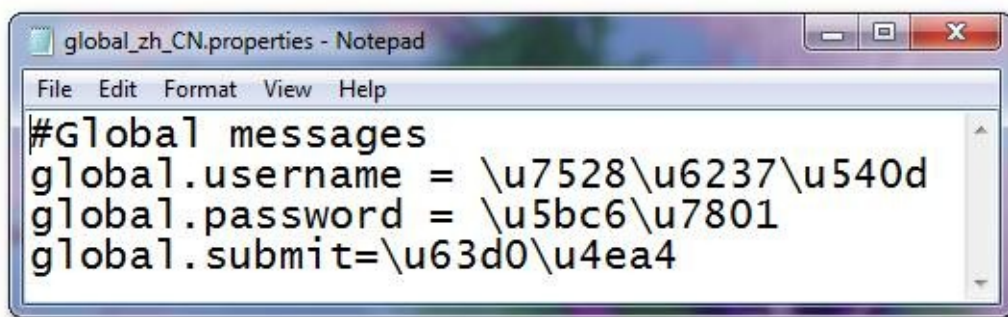 global_zh_CN.properties - Notepad
File Edit Format View Help
#Global messages
global.username = \u7528\u6237\u540d
global.password = \u5bc6\u7801
global.submit=\u63d0\u4ea4